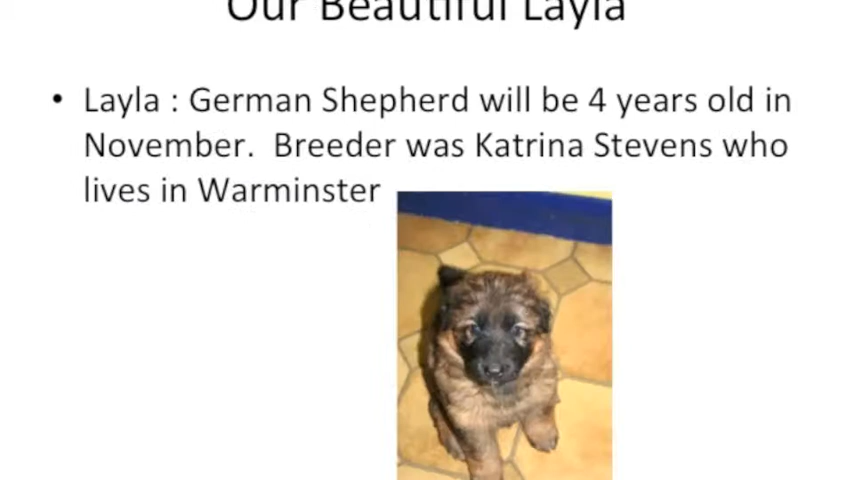 Our Beautiful Layla
• Layla : German Shepherd will be 4 years old in
November.  Breeder was Katrina Stevens who
lives in Warminster